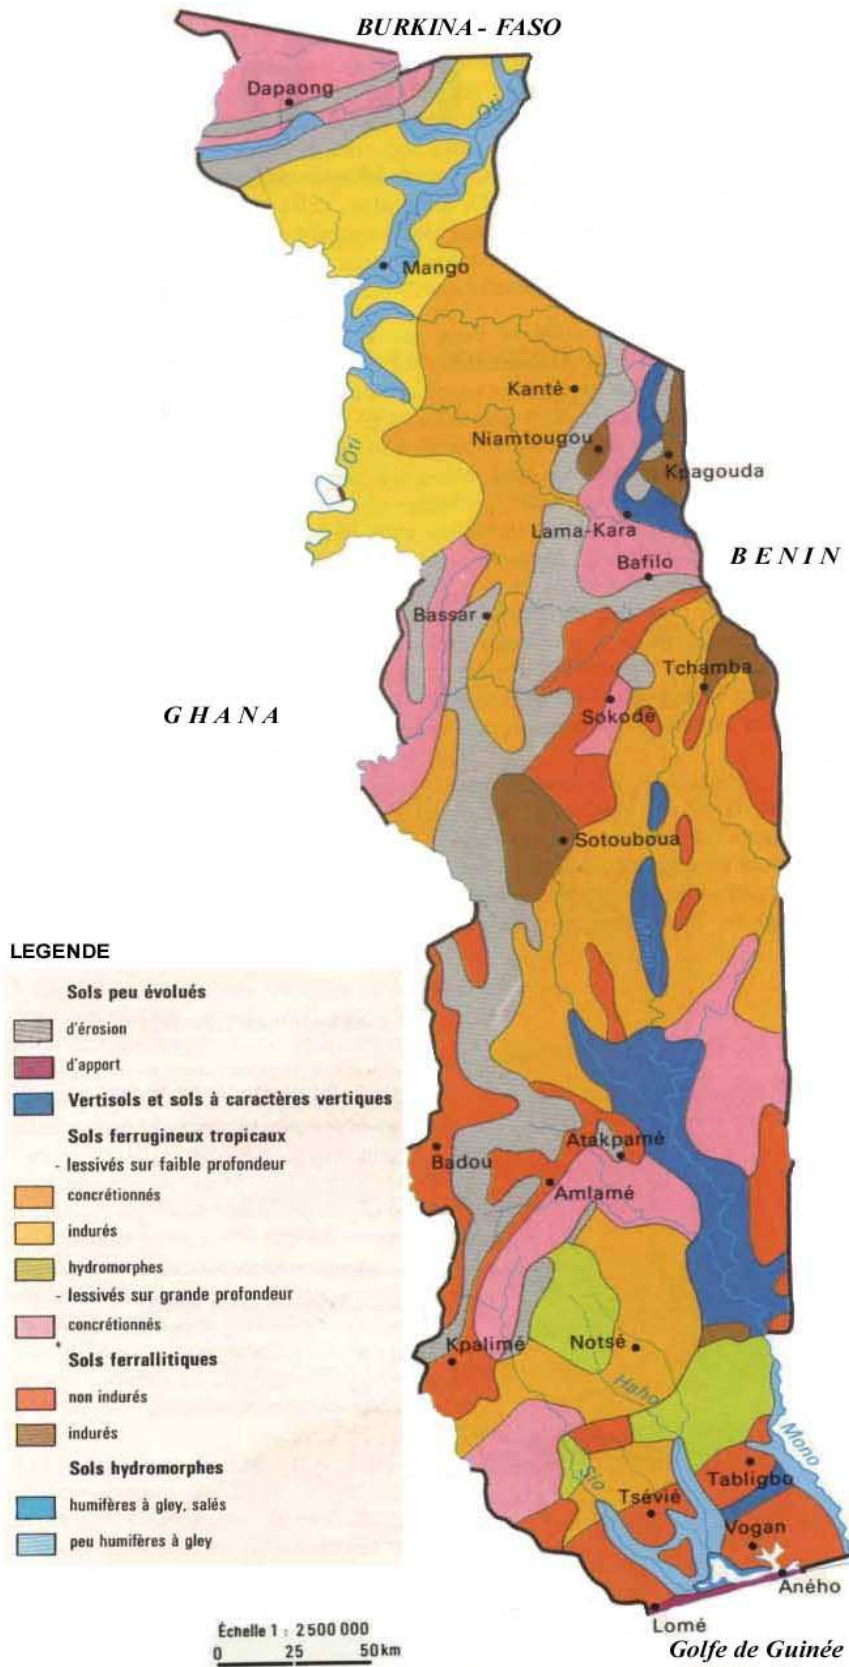 BURKINA - FASO
Dapaong
Oti
Mango
Kantè
Niamtougou
Kpagouda
Oti
Lama-Kara
BENIN
Bafilo
Bassar
Tchamba
GHANA
Sokodé
Sotouboua
Mono
LEGENDE
Sols peu évolués
d'érosion
d'apport
Vertisols et sols à caractères vertiques
Sols ferrugineux tropicaux
- lessivés sur faible profondeur
concrétionnés
indurés
hydromorphes
- lessivés sur grande profondeur
concrétionnés
Sols ferrallitiques
non indurés
indurés
Sols hydromorphes
humifères à gley, salés
peu humifères à gley
Atakpamé
Badou
Amlamé
Kpalimé
Notsé
Haho
Mono
Sio
Tabligbo
Tsévié
Vogan
Aného
Lomé
Golfe de Guinée
Échelle 1 : 2 500 000
0 25 50 km